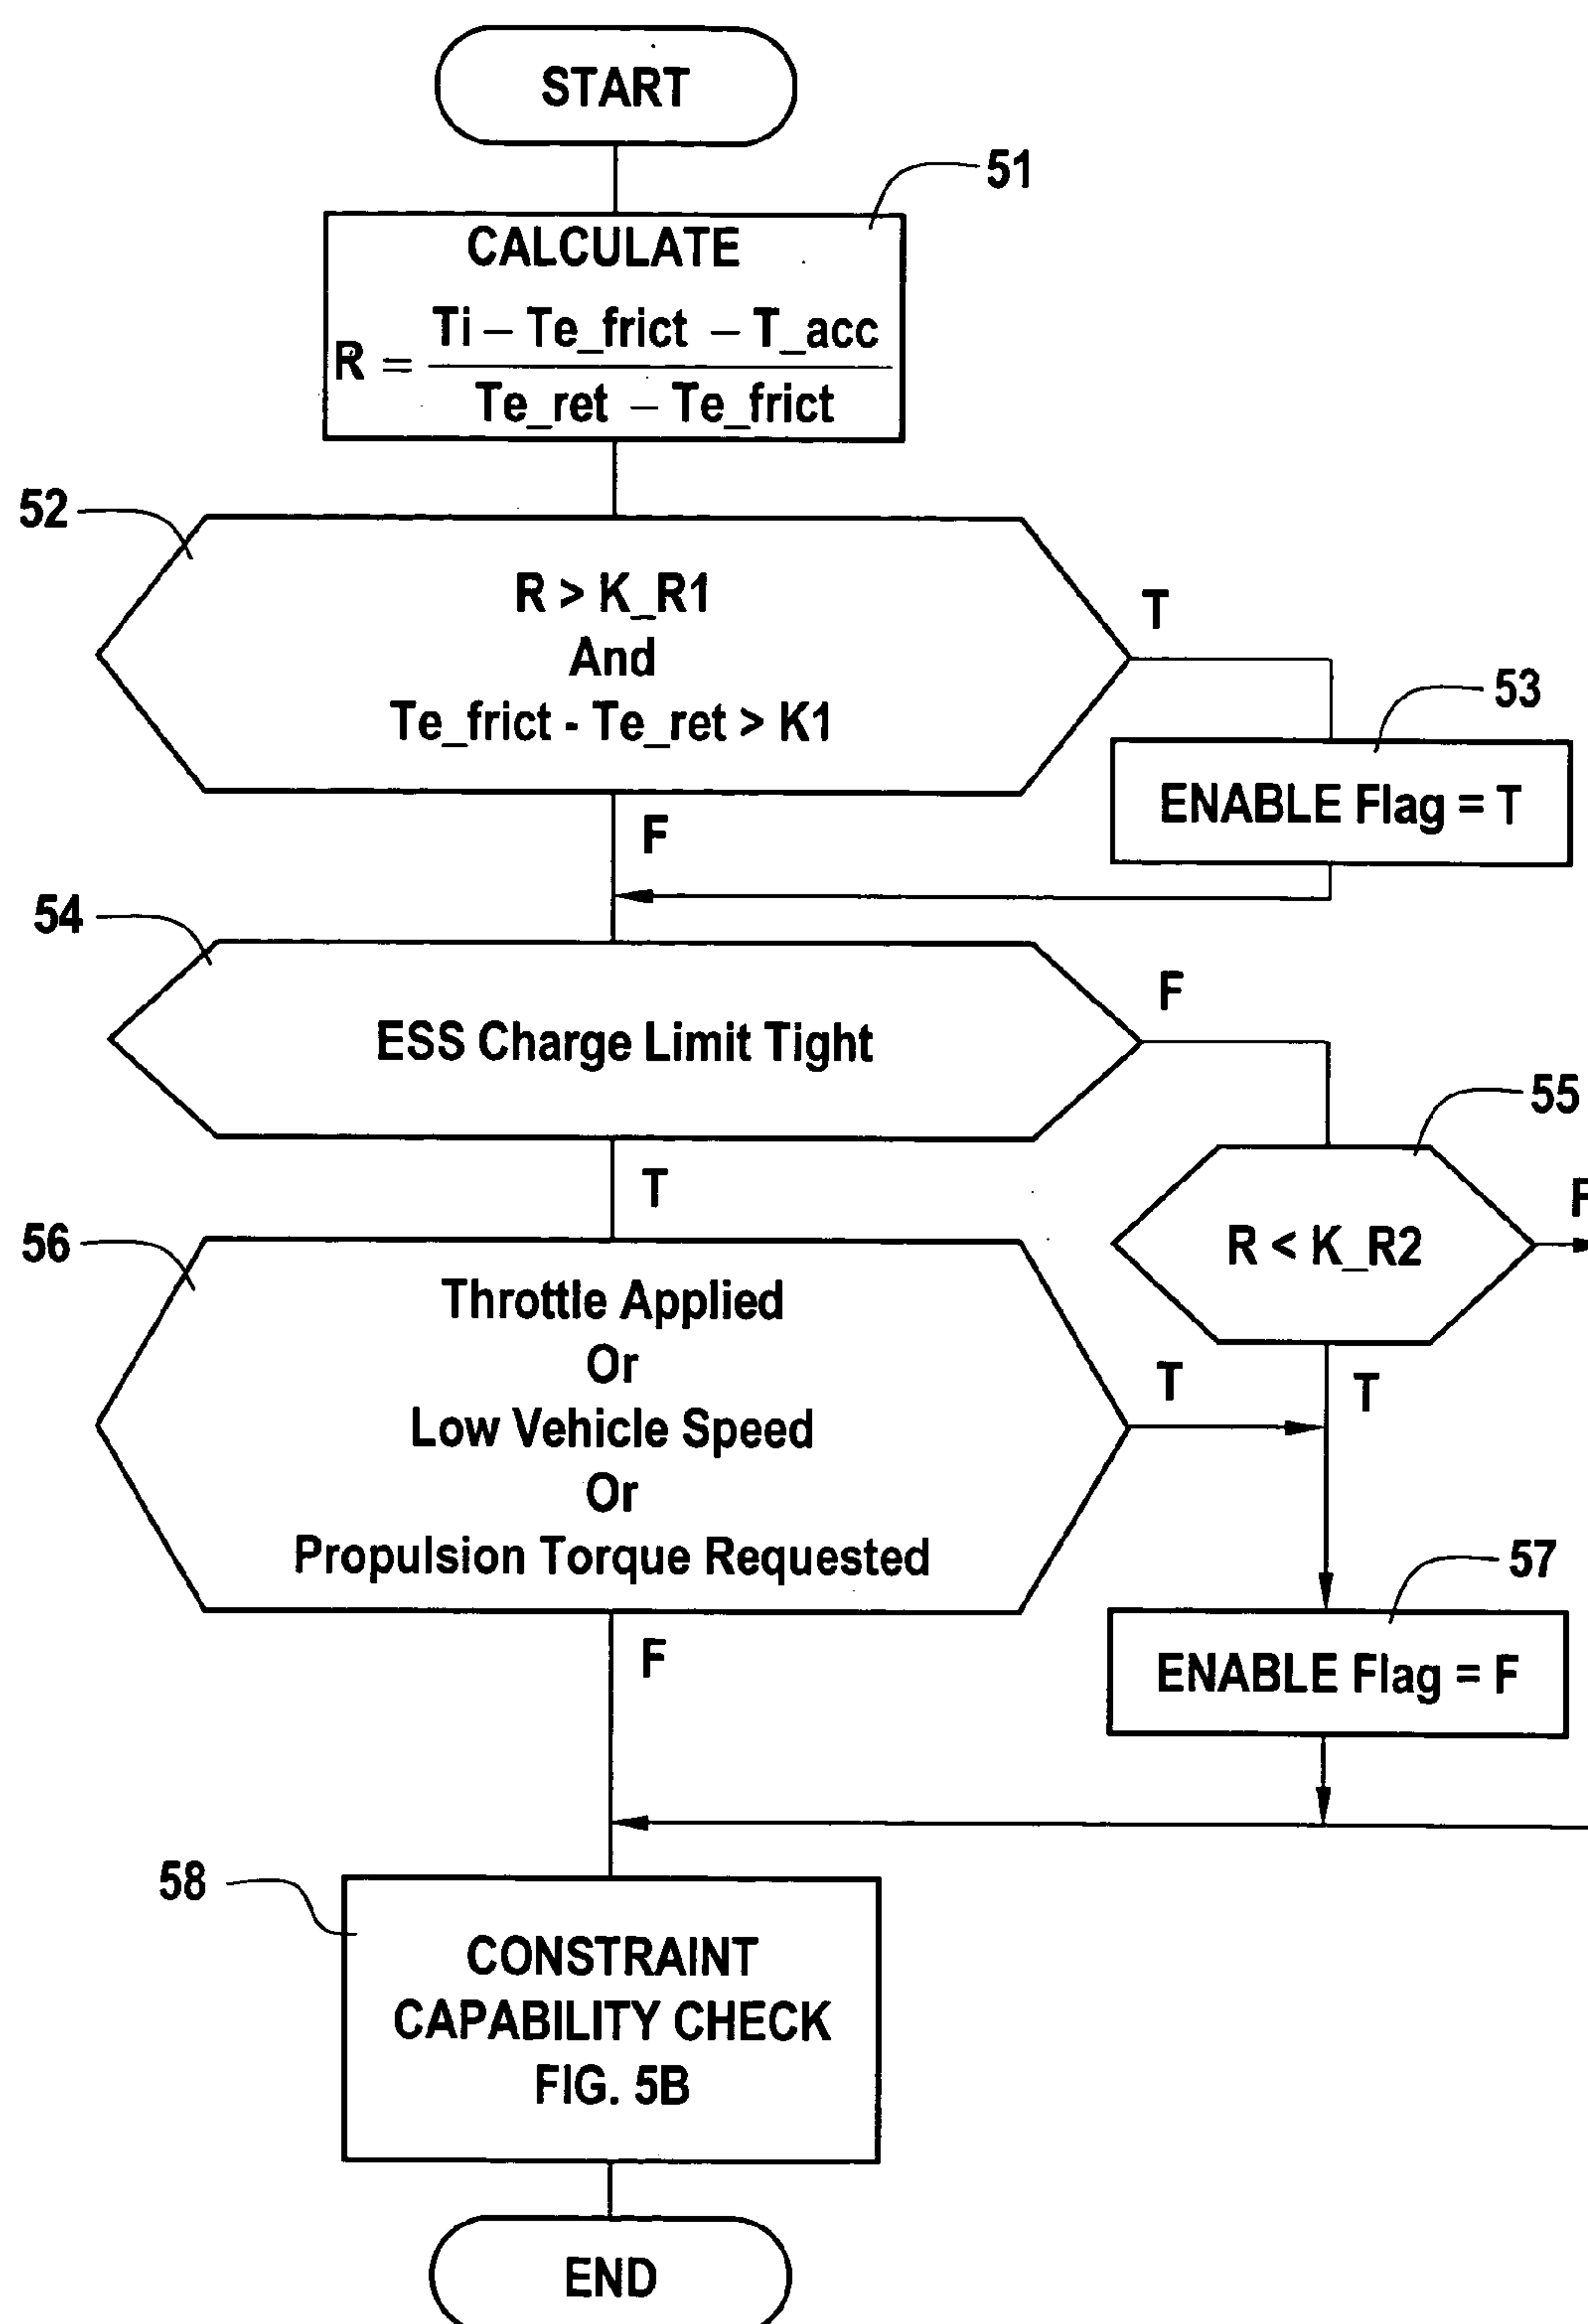 START
51
CALCULATE
R = Ti – Te_frict – T_acc
Te_ret – Te_frict
52
R > K_R1
And
Te_frict - Te_ret > K1
T
53
ENABLE Flag = T
F
54
ESS Charge Limit Tight
F
55
R < K_R2
F
T
T
56
Throttle Applied
Or
Low Vehicle Speed
Or
Propulsion Torque Requested
T
57
ENABLE Flag = F
F
58
CONSTRAINT
CAPABILITY CHECK
FIG. 5B
END